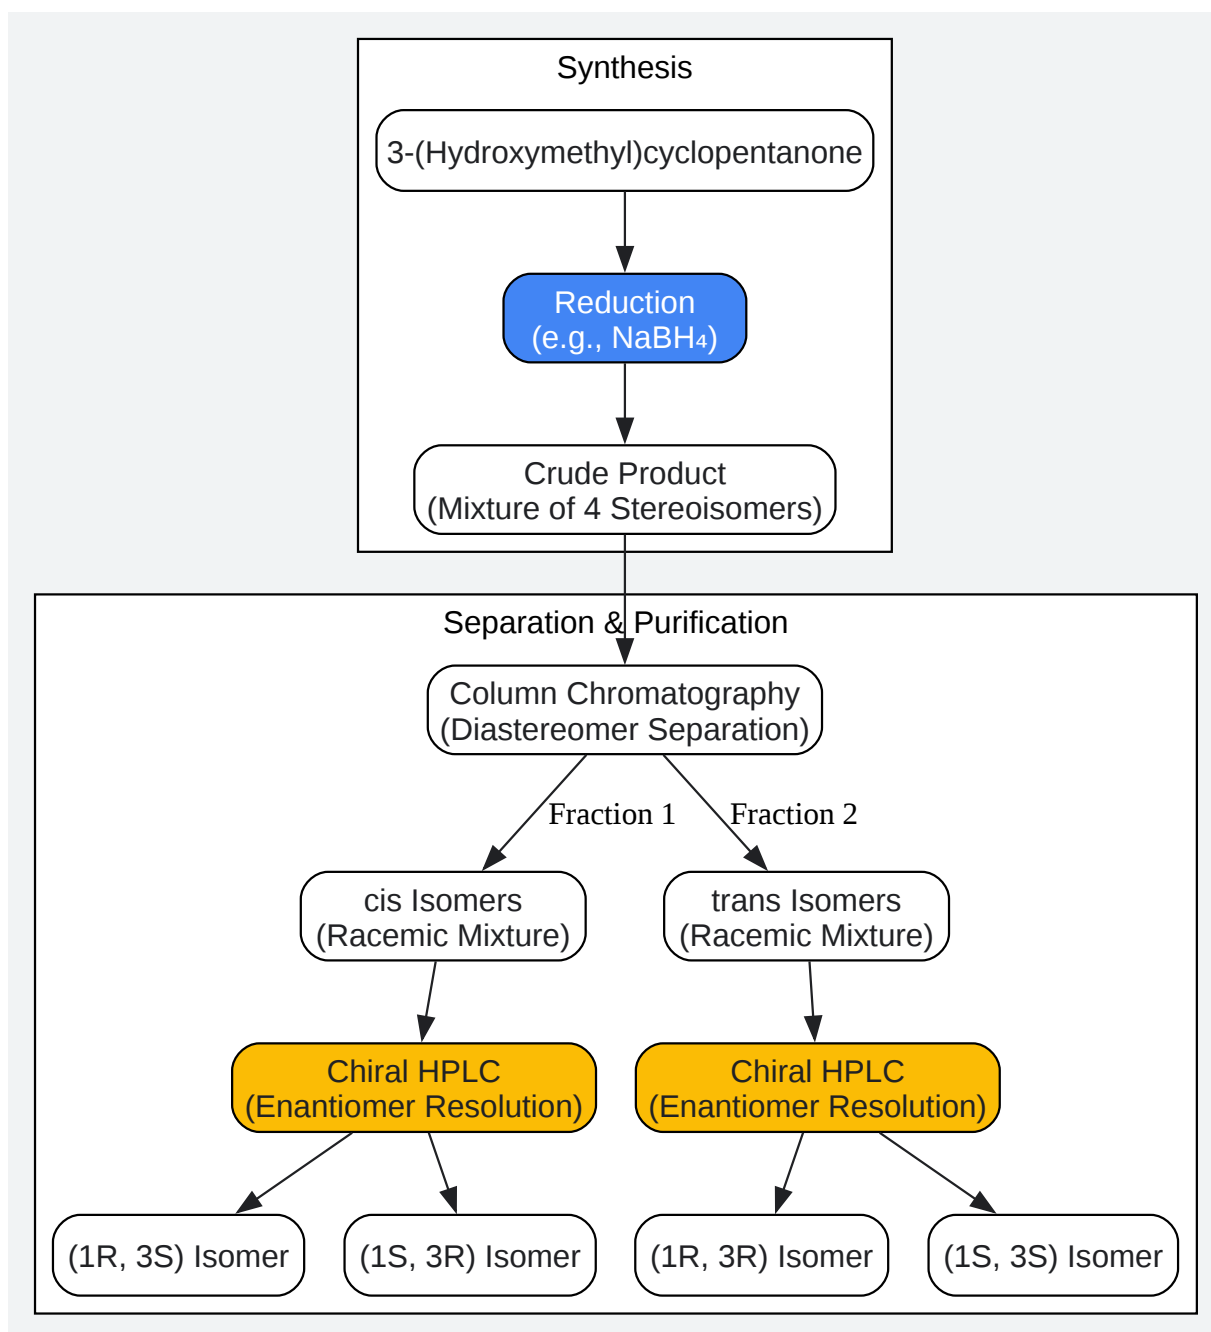 Synthesis
3-(Hydroxymethyl)cyclopentanone
Reduction
(e.g., NaBH₄)
Crude Product
(Mixture of 4 Stereoisomers)
Separation & Purification
Column Chromatography
(Diastereomer Separation)
Fraction 1
Fraction 2
cis Isomers
(Racemic Mixture)
trans Isomers
(Racemic Mixture)
Chiral HPLC
(Enantiomer Resolution)
Chiral HPLC
(Enantiomer Resolution)
(1R, 3S) Isomer
(1S, 3R) Isomer
(1R, 3R) Isomer
(1S, 3S) Isomer